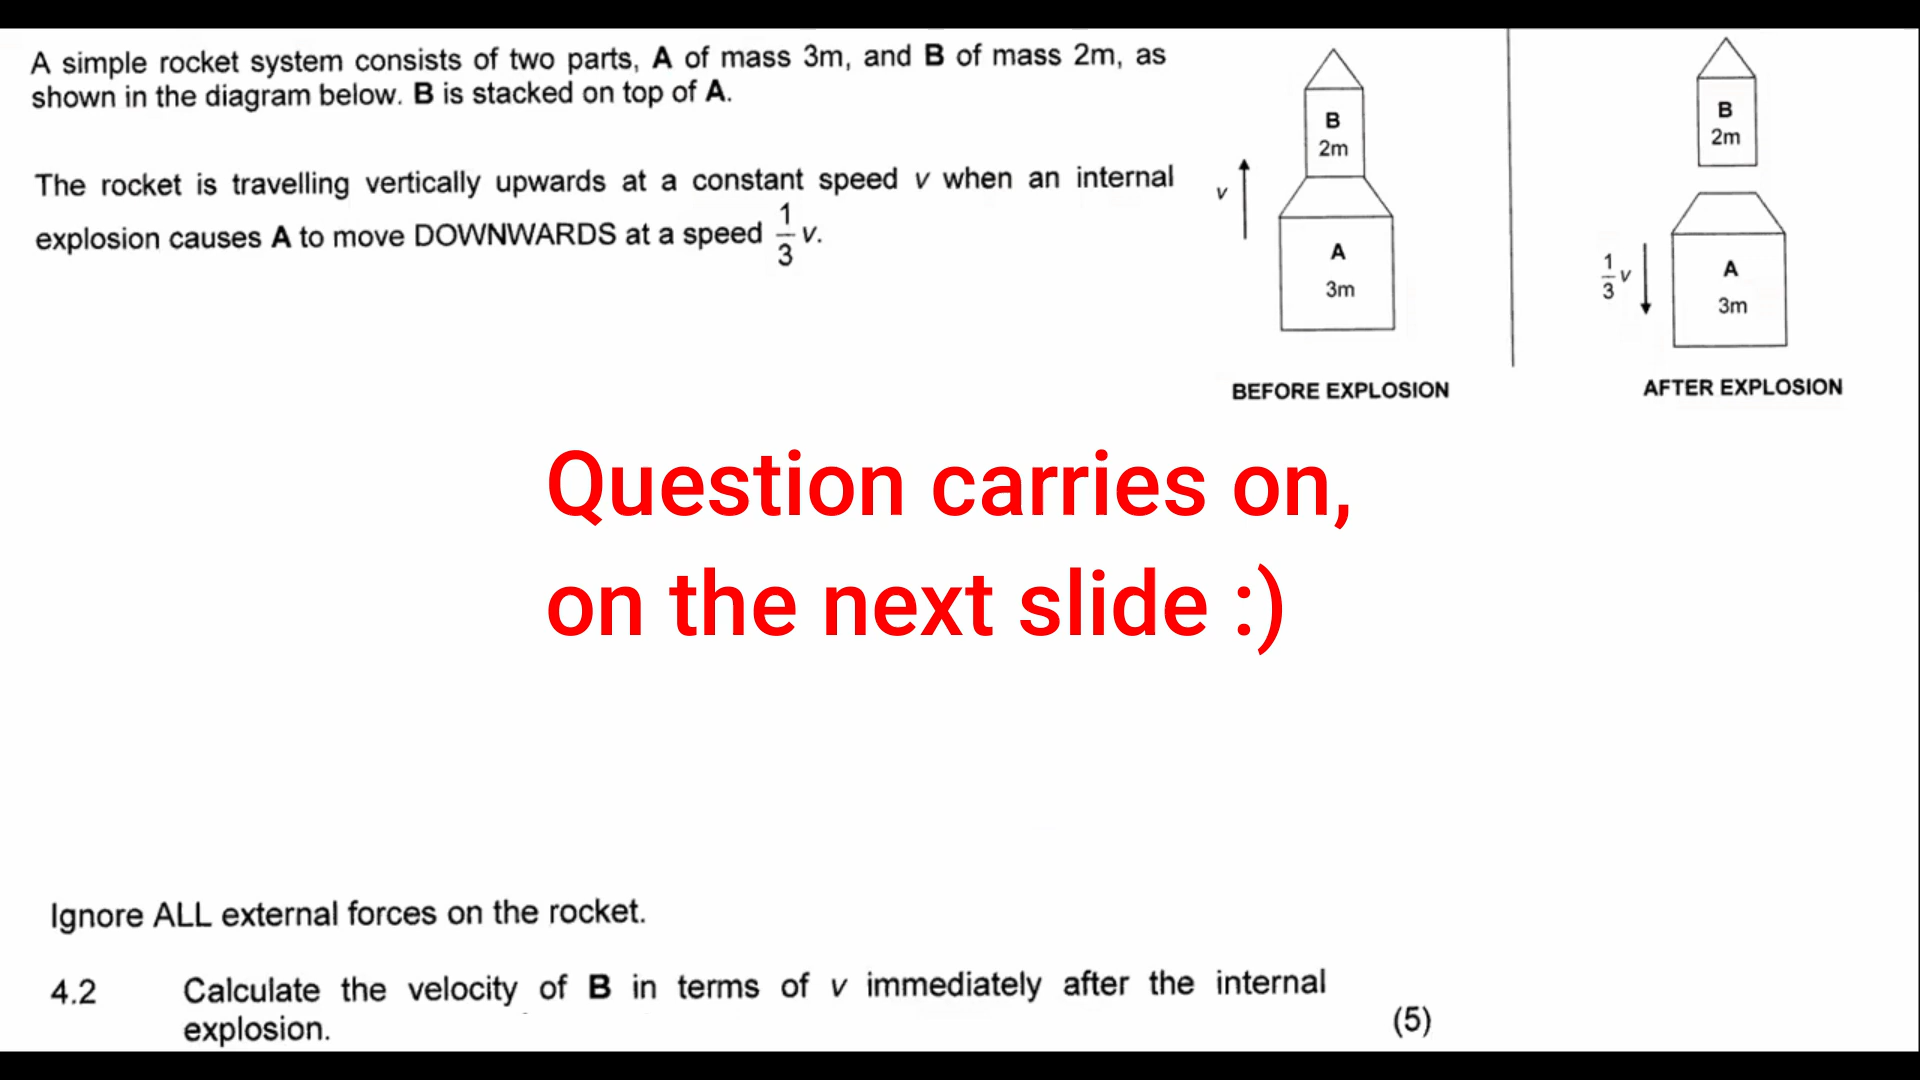 A simple rocket system consists of two parts, A of mass 3m, and B of mass 2m, as
shown in the diagram below. B is stacked on top of A.
The rocket is travelling vertically upwards at a constant speed v when an internal
explosion causes A to move DOWNWARDS at a speed 1/3 v.
B
2m
v
A
3m
BEFORE EXPLOSION
B
2m
1/3 v
A
3m
AFTER EXPLOSION
Question carries on,
on the next slide :)
Ignore ALL external forces on the rocket.
4.2 Calculate the velocity of B in terms of v immediately after the internal
explosion.
(5)